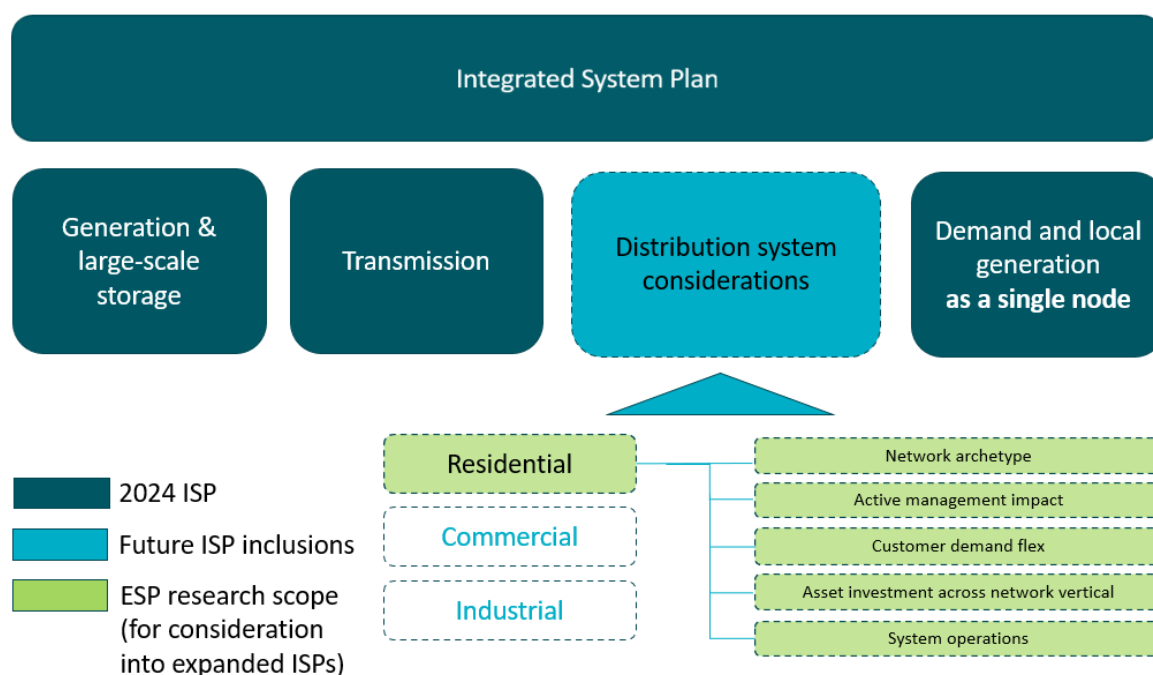 Integrated System Plan
Generation &
large-scale
storage
Transmission
Distribution system
considerations
Demand and local
generation
as a single node
Residential
Commercial
Industrial
Network archetype
Active management impact
Customer demand flex
Asset investment across network vertical
System operations
2024 ISP
Future ISP inclusions
ESP research scope
(for consideration
into expanded ISPs)